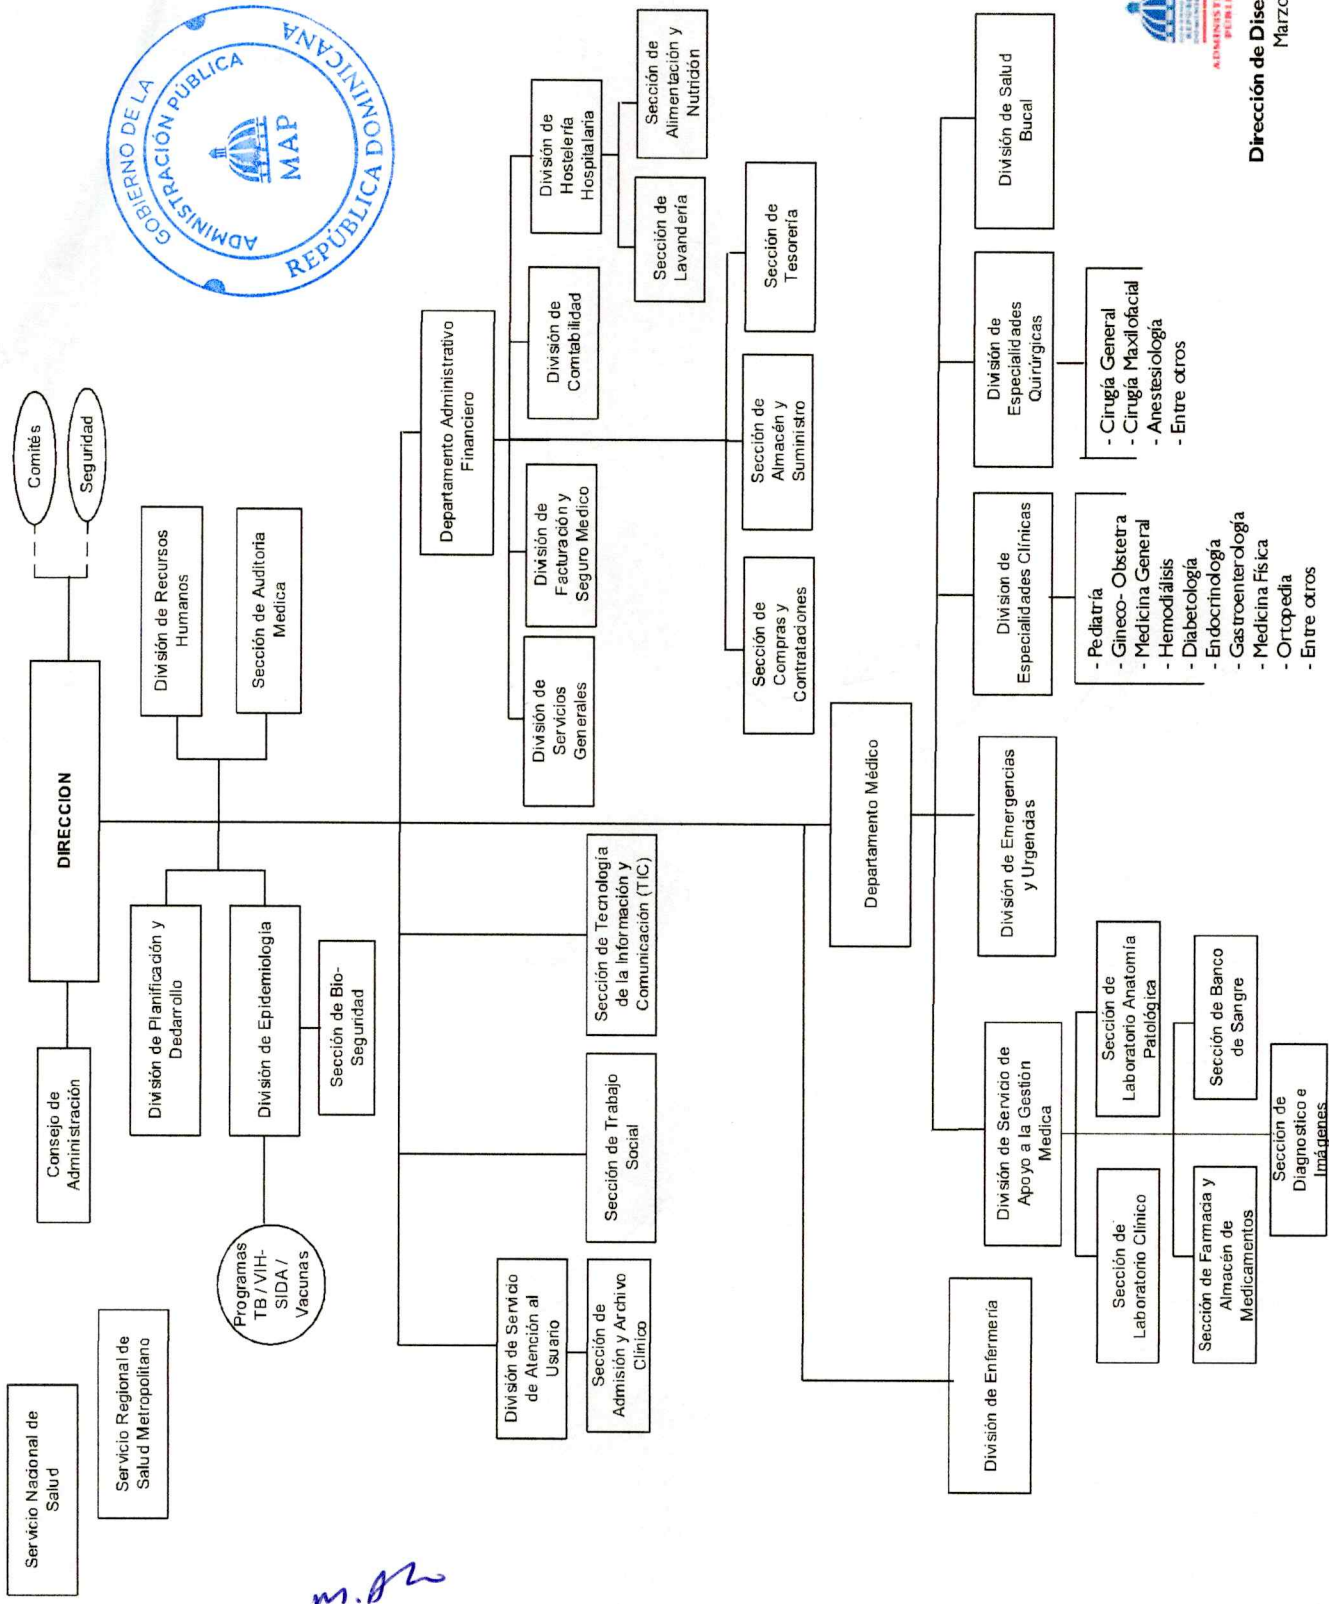 Servicio Nacional de
Salud
Servicio Regional de
Salud Metropolitano
Consejo de
Administración
DIRECCION
Comités
Seguridad
GOBIERNO DE LA
REPÚBLICA DOMINICANA
ADMINISTRACIÓN PÚBLICA
MAP
División de Planificación y
Dedarrollo
División de Recursos
Humanos
División de Epidemiología
Sección de Auditoria
Medica
Programas
TB / VIH-
SIDA /
Vacunas
Sección de Bio-
Seguridad
División de Servicio
de Atención al
Usuario
Sección de
Admisión y Archivo
Clínico
Sección de Trabajo
Social
Sección de Tecnología
de la Información y
Comunicación (TIC)
Departamento Administrativo
Financiero
División de
Servicios
Generales
División de
Facturación y
Seguro Medico
División de
Comtabilidad
División de
Hostelería
Hospitalaria
Sección de
Lavandería
Sección de
Alimentación y
Nutrición
Sección de
Compras y
Contrataciones
Sección de
Almacén y
Suministro
Sección de
Tesorería
Departamento Médico
División de Enfermería
División de Servicio de
Apoyo a la Gestión
Medica
División de Emergencias
y Urgencias
Division de
Especialidades Clínicas
División de
Especialidades
Quirúrgicas
División de Salud
Bucal
Sección de
Laboratorio Clínico
Sección de
Laboratorio Anatomía
Patológica
Sección de Farmacia y
Almacén de
Medicamentos
Sección de Banco
de Sangre
Sección de
Diagnostico e
Imágenes
- Pediatría
- Gineco- Obstetra
- Medicina General
- Hemodiálisis
- Diabetología
- Endocrinología
- Gastroenterología
- Medicina Física
- Ortopedia
- Entre otros
- Cirugía General
- Cirugía Maxilofacial
- Anestesiología
- Entre otros
Dirección de Dise
Marzo